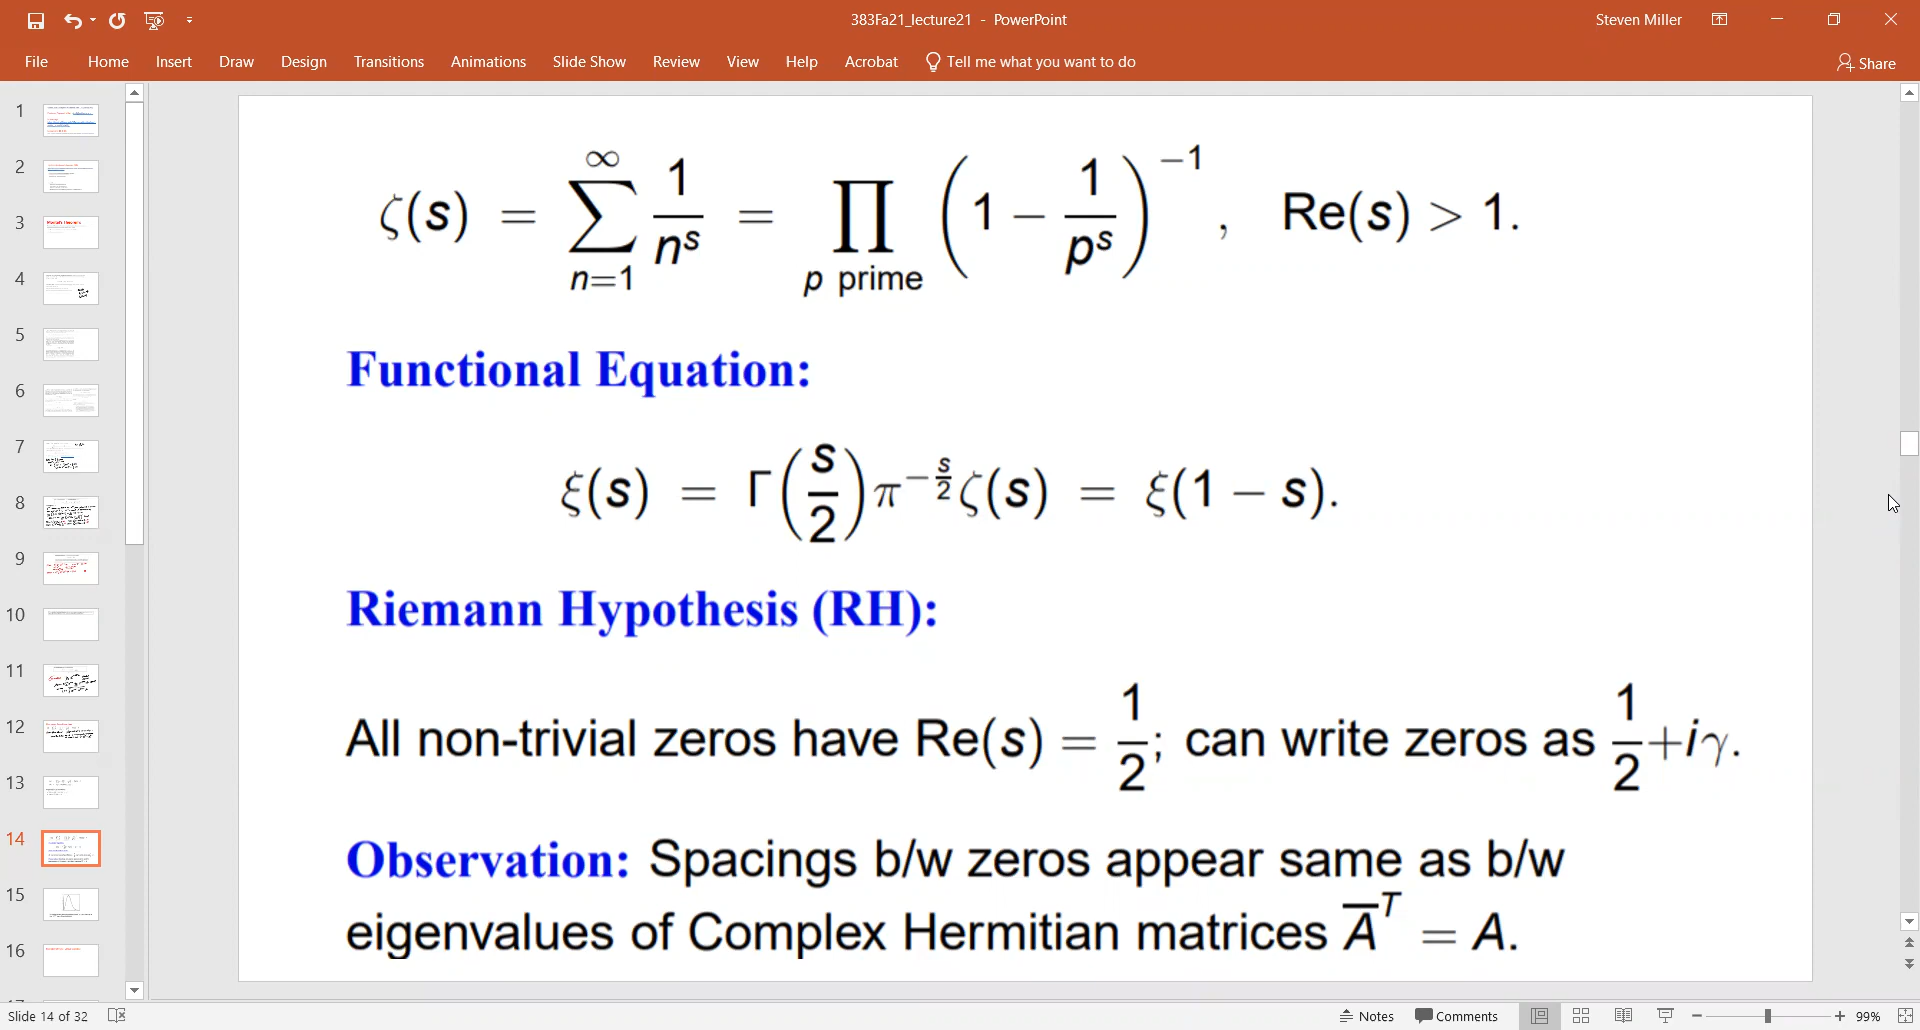 383Fa21_lecture21 - PowerPoint
Steven Miller
File Home Insert Draw Design Transitions Animations Slide Show Review View Help Acrobat Tell me what you want to do Share
1
2
3
4
5
6
7
8
9
10
11
12
13
14
15
16
ζ(s) = ∑_{n=1}^{∞} 1/n^s = ∏_{p prime} (1 − 1/p^s)^{−1}, Re(s) > 1.
Functional Equation:
ξ(s) = Γ(s/2)π^{−s/2}ζ(s) = ξ(1 − s).
Riemann Hypothesis (RH):
All non-trivial zeros have Re(s) = 1/2; can write zeros as 1/2+iγ.
Observation: Spacings b/w zeros appear same as b/w
eigenvalues of Complex Hermitian matrices A̅^T = A.
Slide 14 of 32 Notes Comments 99%